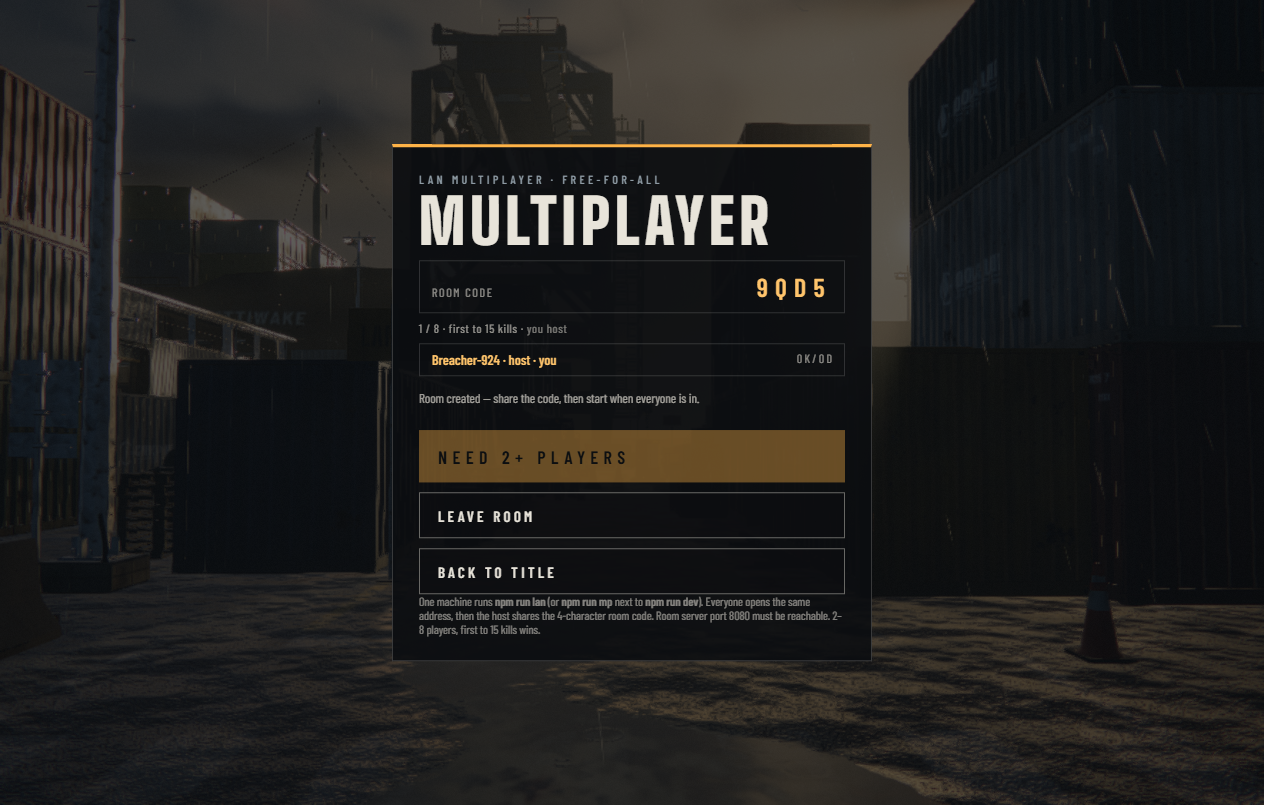 LAN MULTIPLAYER · FREE-FOR-ALL
MULTIPLAYER
ROOM CODE 9QD5
1 / 8 · first to 15 kills · you host
Breacher-924 · host · you 0K/0D
Room created — share the code, then start when everyone is in.
NEED 2+ PLAYERS
LEAVE ROOM
BACK TO TITLE
One machine runs npm run lan (or npm run mp next to npm run dev). Everyone opens the same
address, then the host shares the 4-character room code. Room server port 8080 must be reachable. 2–
8 players, first to 15 kills wins.